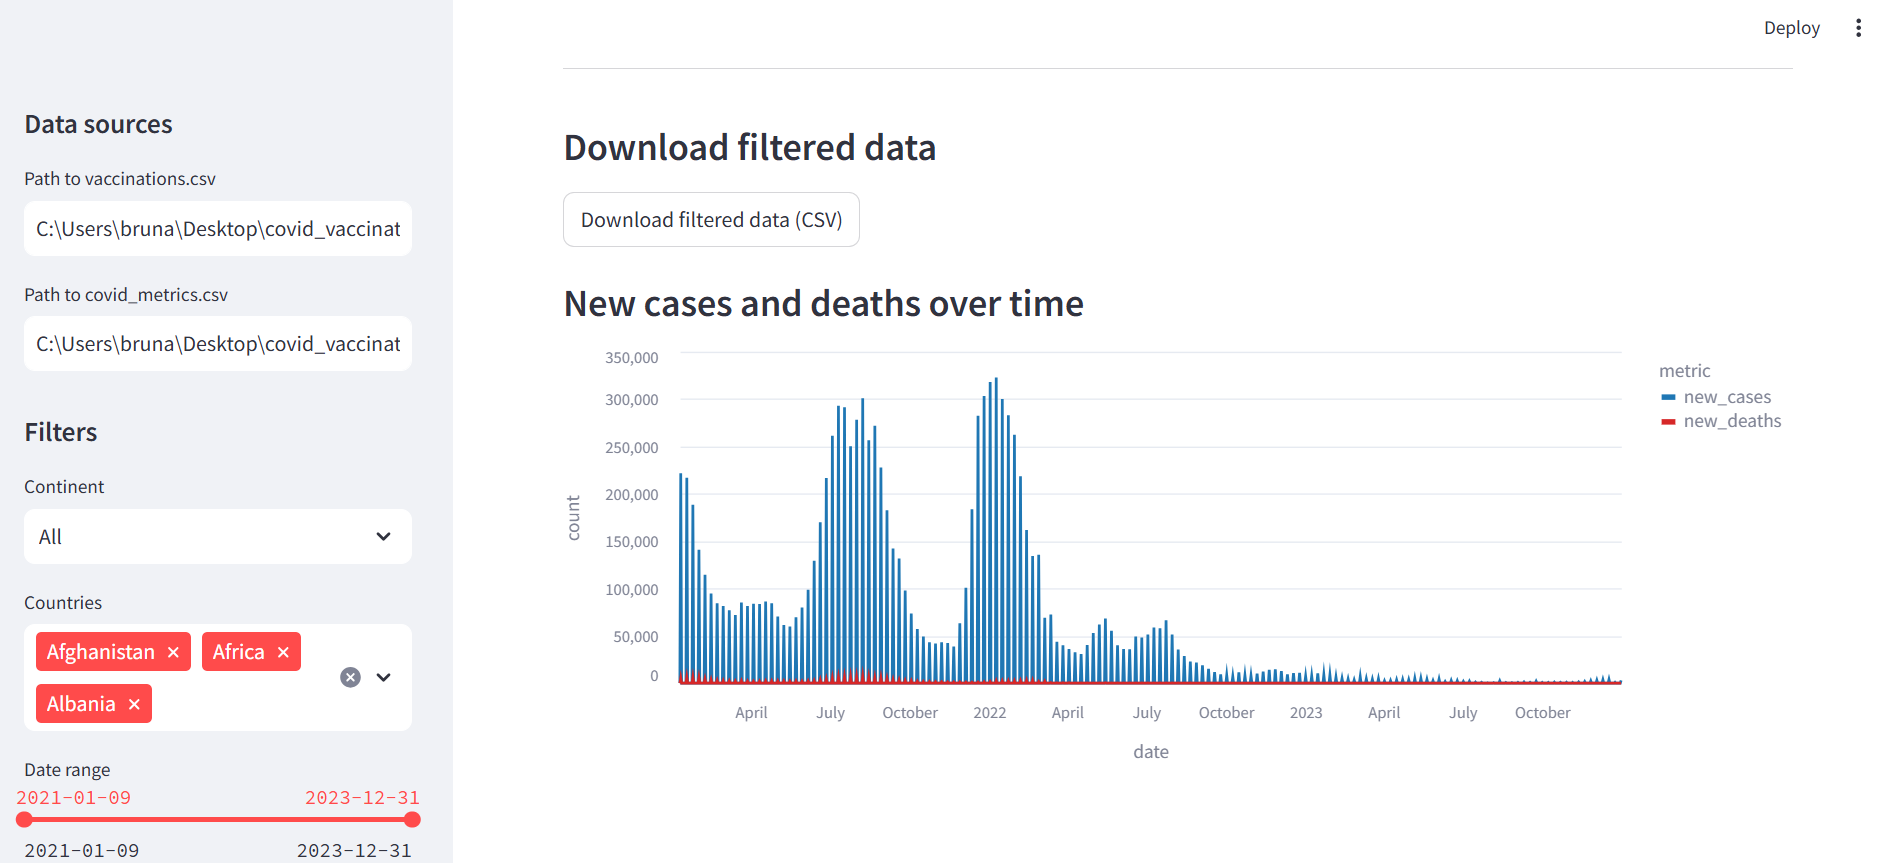 Deploy
Data sources
Path to vaccinations.csv
C:\Users\bruna\Desktop\covid_vaccinat
Path to covid_metrics.csv
C:\Users\bruna\Desktop\covid_vaccinat
Filters
Continent
All
Countries
Afghanistan × Africa ×
Albania ×
Date range
2021-01-09 2023-12-31
2021-01-09 2023-12-31
Download filtered data
Download filtered data (CSV)
New cases and deaths over time
350,000
300,000
250,000
200,000
150,000
100,000
50,000
0
count
April July October 2022 April July October 2023 April July October
date
metric
new_cases
new_deaths